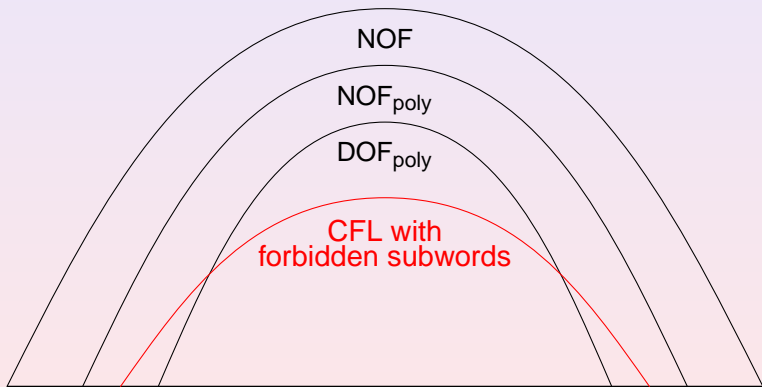 NOF
NOFpoly
DOFpoly
CFL with
forbidden subwords